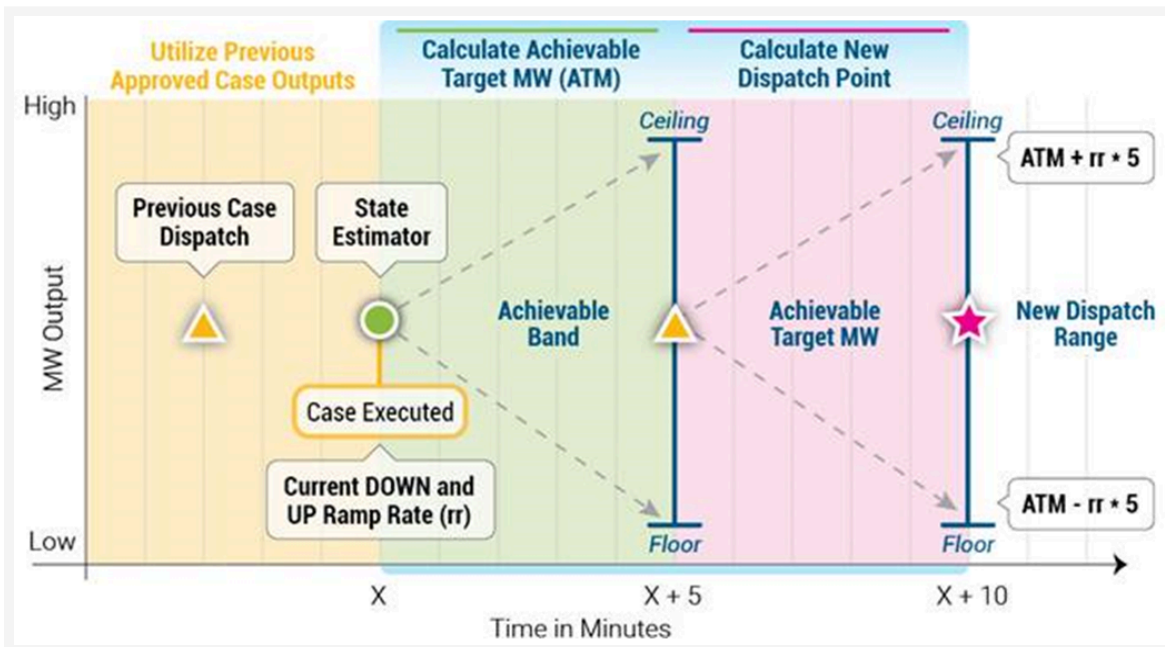 Utilize Previous
Approved Case Outputs
Calculate Achievable
Target MW (ATM)
Calculate New
Dispatch Point
High
Ceiling
Ceiling
ATM + rr * 5
Previous Case
Dispatch
State
Estimator
MW Output
Achievable
Band
Achievable
Target MW
New Dispatch
Range
Case Executed
Current DOWN and
UP Ramp Rate (rr)
ATM - rr * 5
Low
Floor
Floor
X
X + 5
X + 10
Time in Minutes